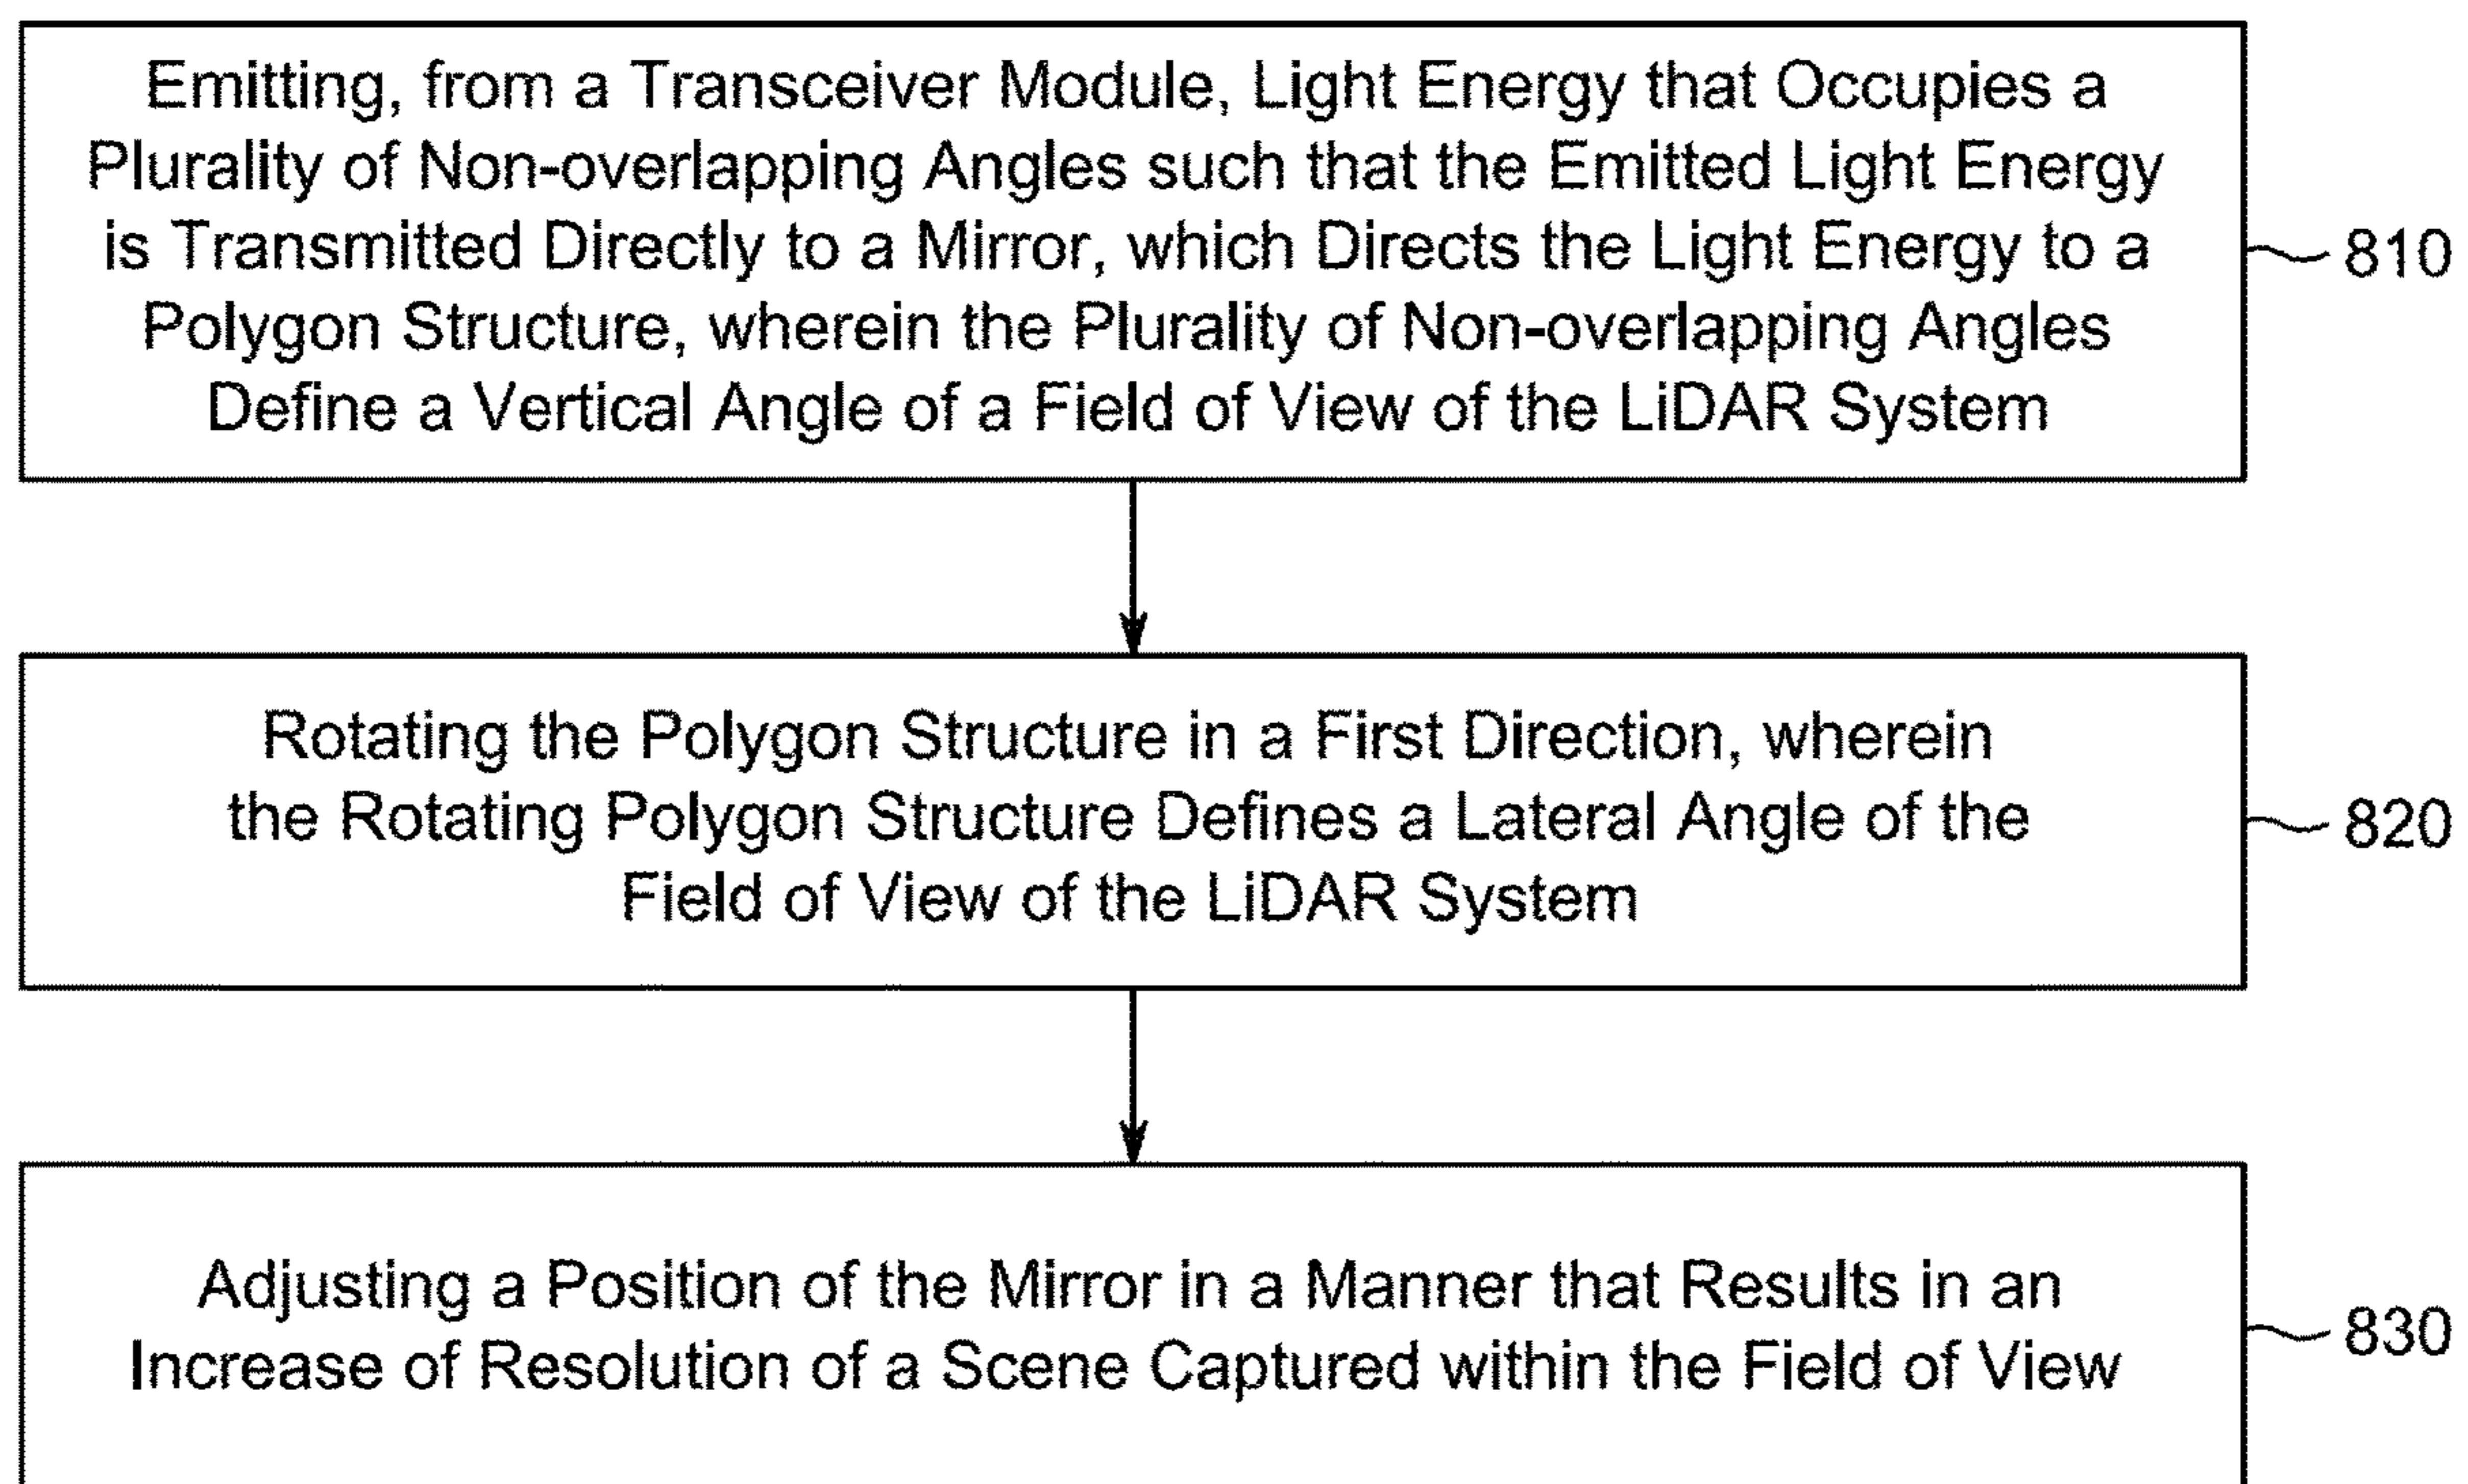 Emitting, from a Transceiver Module, Light Energy that Occupies a
Plurality of Non-overlapping Angles such that the Emitted Light Energy
is Transmitted Directly to a Mirror, which Directs the Light Energy to a
Polygon Structure, wherein the Plurality of Non-overlapping Angles
Define a Vertical Angle of a Field of View of the LiDAR System
810
Rotating the Polygon Structure in a First Direction, wherein
the Rotating Polygon Structure Defines a Lateral Angle of the
Field of View of the LiDAR System
820
Adjusting a Position of the Mirror in a Manner that Results in an
Increase of Resolution of a Scene Captured within the Field of View
830